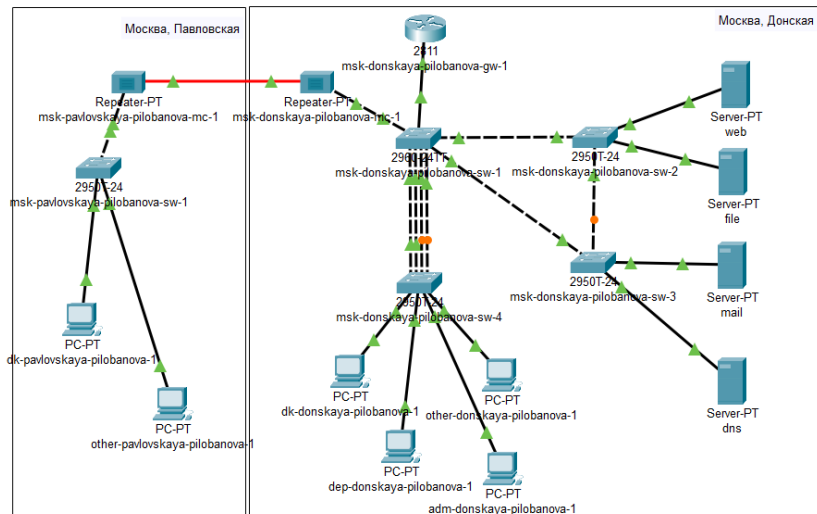 Москва, Павловская
Москва, Донская
2811
msk-donskaya-pilobanova-gw-1
Repeater-PT
msk-pavlovskaya-pilobanova-mc-1
Repeater-PT
msk-donskaya-pilobanova-mc-1
2960-24TT
msk-donskaya-pilobanova-sw-1
2950T-24
msk-donskaya-pilobanova-sw-2
Server-PT
web
2950T-24
msk-pavlovskaya-pilobanova-sw-1
Server-PT
file
2950T-24
msk-donskaya-pilobanova-sw-4
2950T-24
msk-donskaya-pilobanova-sw-3
Server-PT
mail
PC-PT
dk-pavlovskaya-pilobanova-1
PC-PT
dk-donskaya-pilobanova-1
PC-PT
other-donskaya-pilobanova-1
Server-PT
dns
PC-PT
other-pavlovskaya-pilobanova-1
PC-PT
dep-donskaya-pilobanova-1
PC-PT
adm-donskaya-pilobanova-1